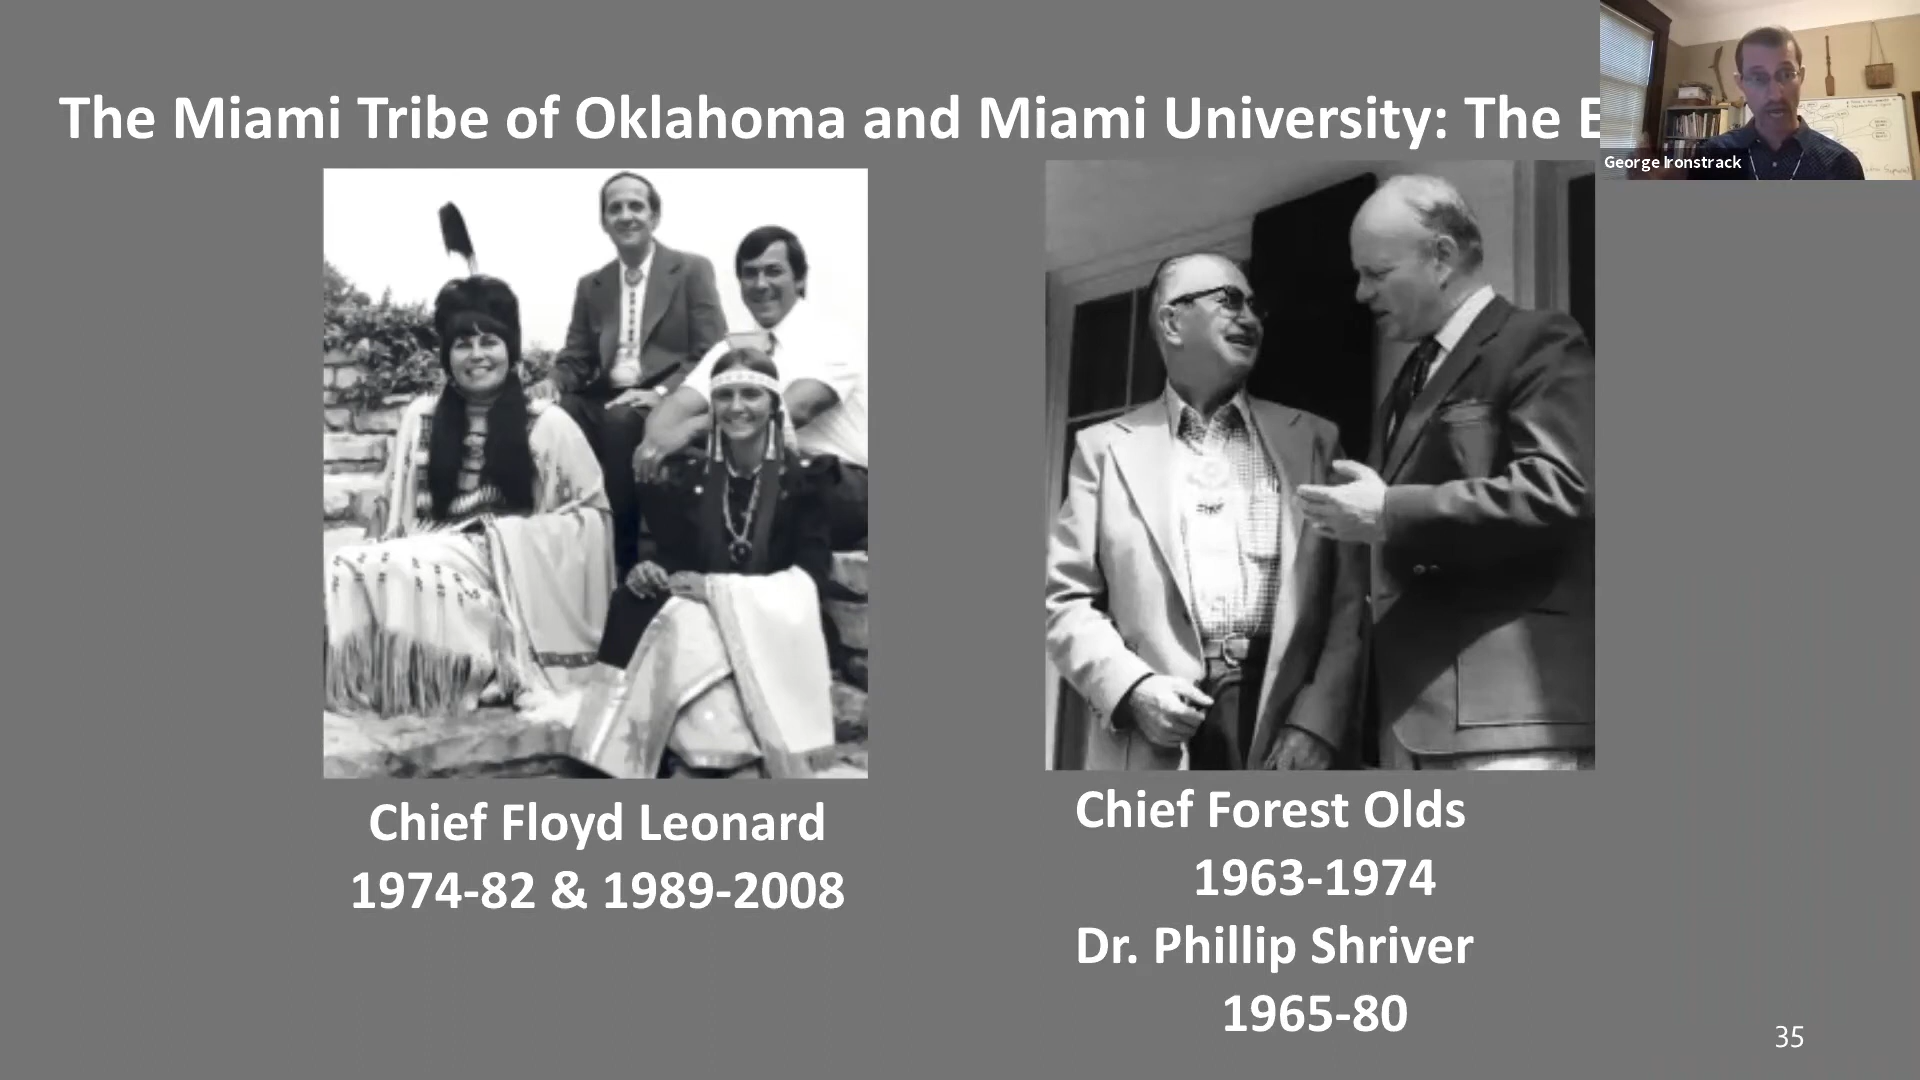 The Miami Tribe of Oklahoma and Miami University: The E
George Ironstrack
Chief Floyd Leonard
1974-82 & 1989-2008
Chief Forest Olds
1963-1974
Dr. Phillip Shriver
1965-80
35